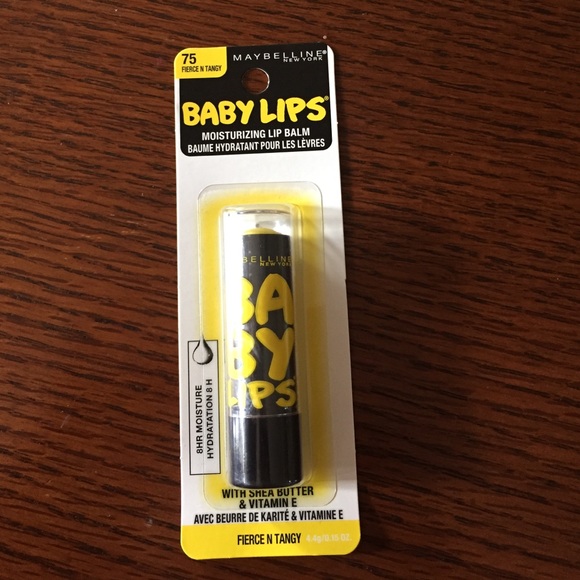 75
FIERCE N TANGY
MAYBELLINE®
NEW YORK
BABY LIPS®
MOISTURIZING LIP BALM
BAUME HYDRATANT POUR LES LÈVRES
BELLINE
NEW YORK
BA
BY
LIPS
8HR MOISTURE
HYDRATATION 8 H
WITH SHEA BUTTER
& VITAMIN E
AVEC BEURRE DE KARITÉ & VITAMINE E
FIERCE N TANGY 4.4g/0.15 OZ.